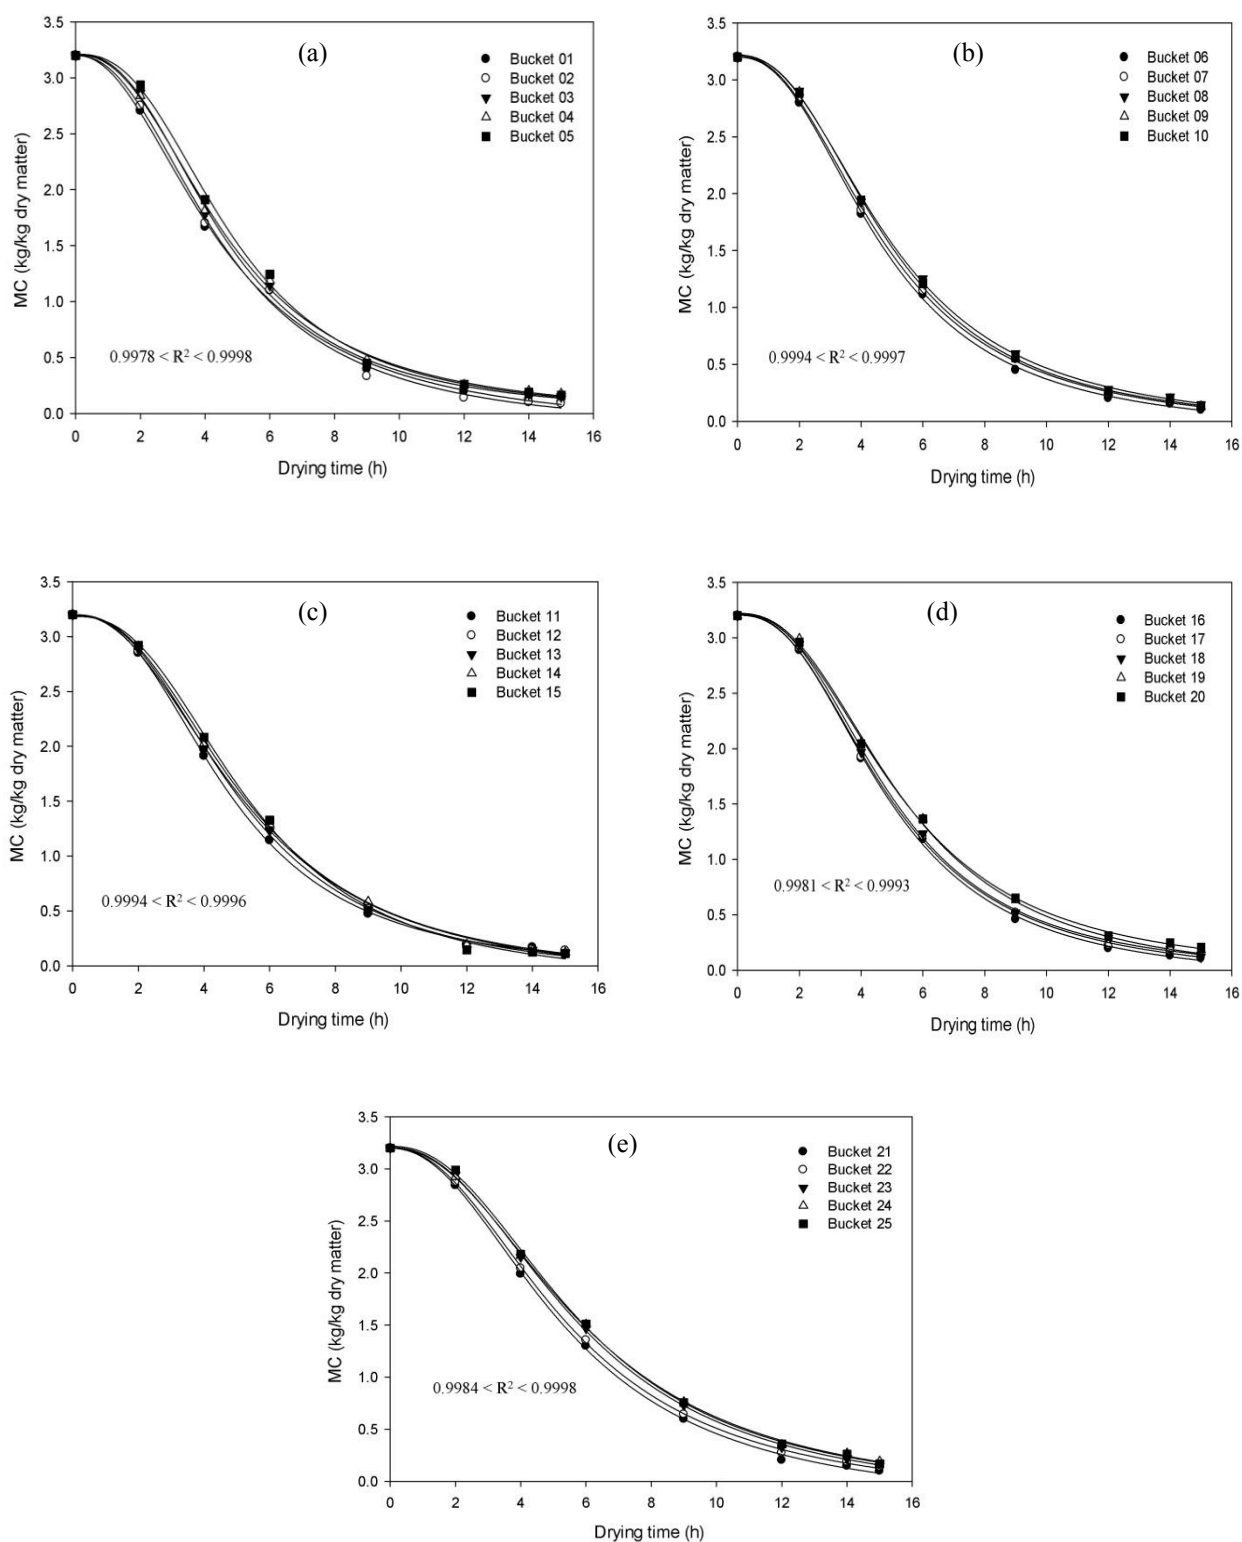 (a)
Bucket 01
Bucket 02
Bucket 03
Bucket 04
Bucket 05
MC (kg/kg dry matter)
3.5
3.0
2.5
2.0
1.5
1.0
0.5
0.0
0.9978 < R² < 0.9998
0 2 4 6 8 10 12 14 16
Drying time (h)
(b)
Bucket 06
Bucket 07
Bucket 08
Bucket 09
Bucket 10
MC (kg/kg dry matter)
3.5
3.0
2.5
2.0
1.5
1.0
0.5
0.0
0.9994 < R² < 0.9997
0 2 4 6 8 10 12 14 16
Drying time (h)
(c)
Bucket 11
Bucket 12
Bucket 13
Bucket 14
Bucket 15
MC (kg/kg dry matter)
3.5
3.0
2.5
2.0
1.5
1.0
0.5
0.0
0.9994 < R² < 0.9996
0 2 4 6 8 10 12 14 16
Drying time (h)
(d)
Bucket 16
Bucket 17
Bucket 18
Bucket 19
Bucket 20
MC (kg/kg dry matter)
3.5
3.0
2.5
2.0
1.5
1.0
0.5
0.0
0.9981 < R² < 0.9993
0 2 4 6 8 10 12 14 16
Drying time (h)
(e)
Bucket 21
Bucket 22
Bucket 23
Bucket 24
Bucket 25
MC (kg/kg dry matter)
3.5
3.0
2.5
2.0
1.5
1.0
0.5
0.0
0.9984 < R² < 0.9998
0 2 4 6 8 10 12 14 16
Drying time (h)